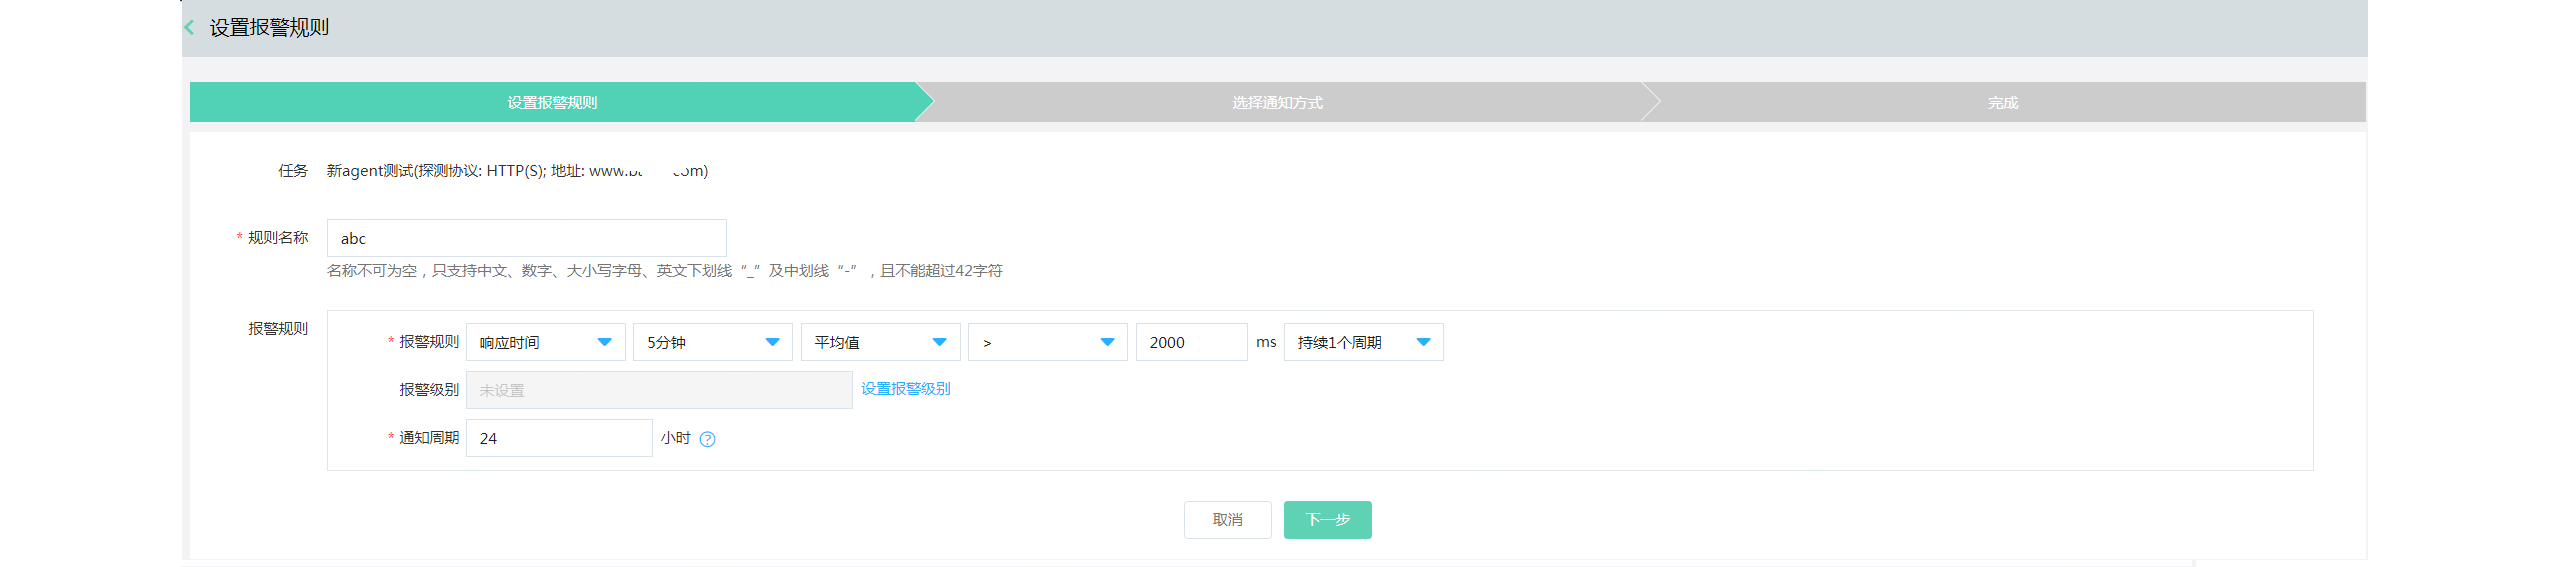 设置报警规则
设置报警规则 选择通知方式 完成
任务 新agent测试(探测协议: HTTP(S); 地址:
* 规则名称 abc
名称不可为空，只支持中文、数字、大小写字母、英文下划线“_”及中划线“-”，且不能超过42字符
报警规则
* 报警规则 响应时间 5分钟 平均值 > 2000 ms 持续1个周期
报警级别 未设置 设置报警级别
* 通知周期 24 小时 ?
取消 下一步